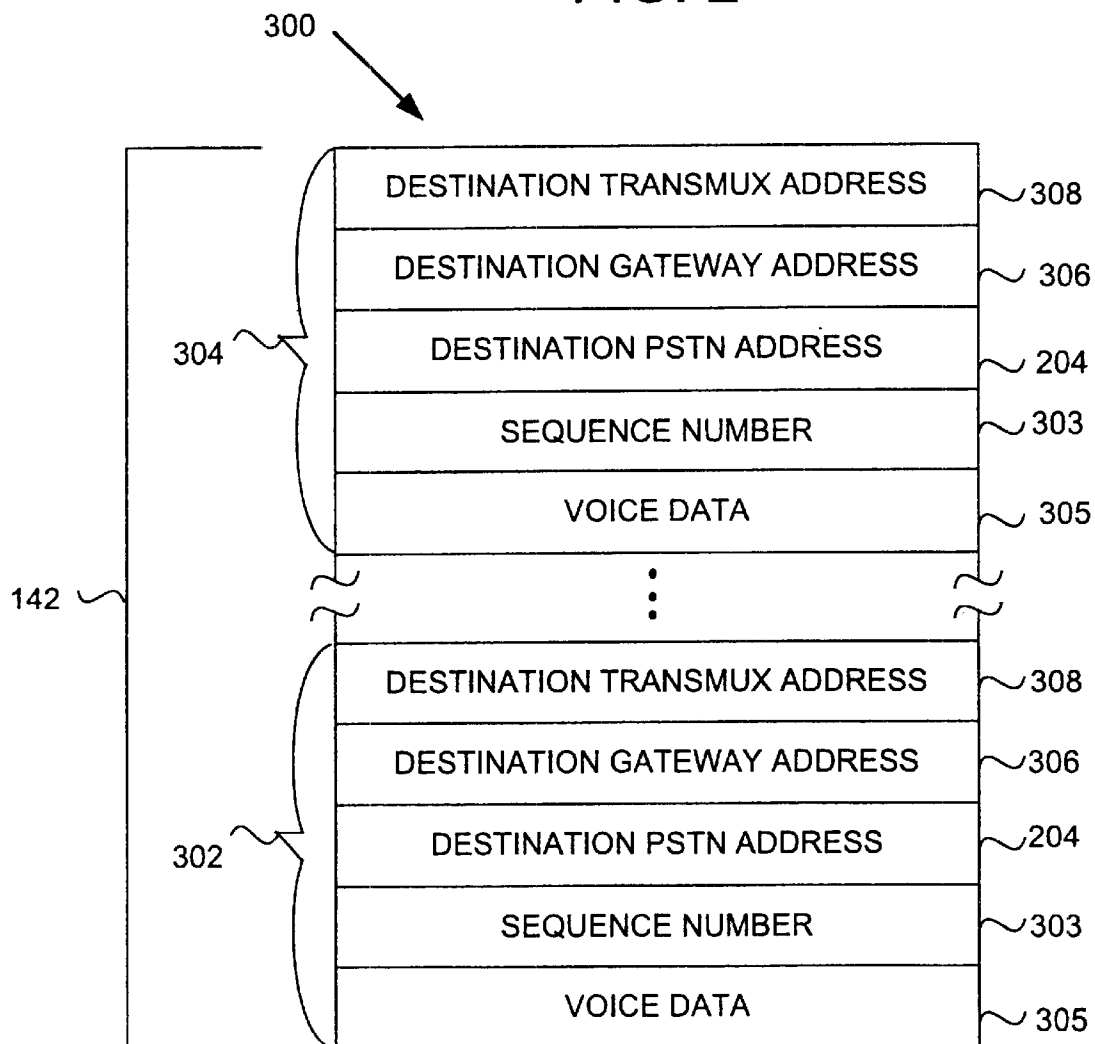 300
DESTINATION TRANSMUX ADDRESS 308
DESTINATION GATEWAY ADDRESS 306
304 DESTINATION PSTN ADDRESS 204
SEQUENCE NUMBER 303
VOICE DATA 305
142
DESTINATION TRANSMUX ADDRESS 308
DESTINATION GATEWAY ADDRESS 306
302 DESTINATION PSTN ADDRESS 204
SEQUENCE NUMBER 303
VOICE DATA 305